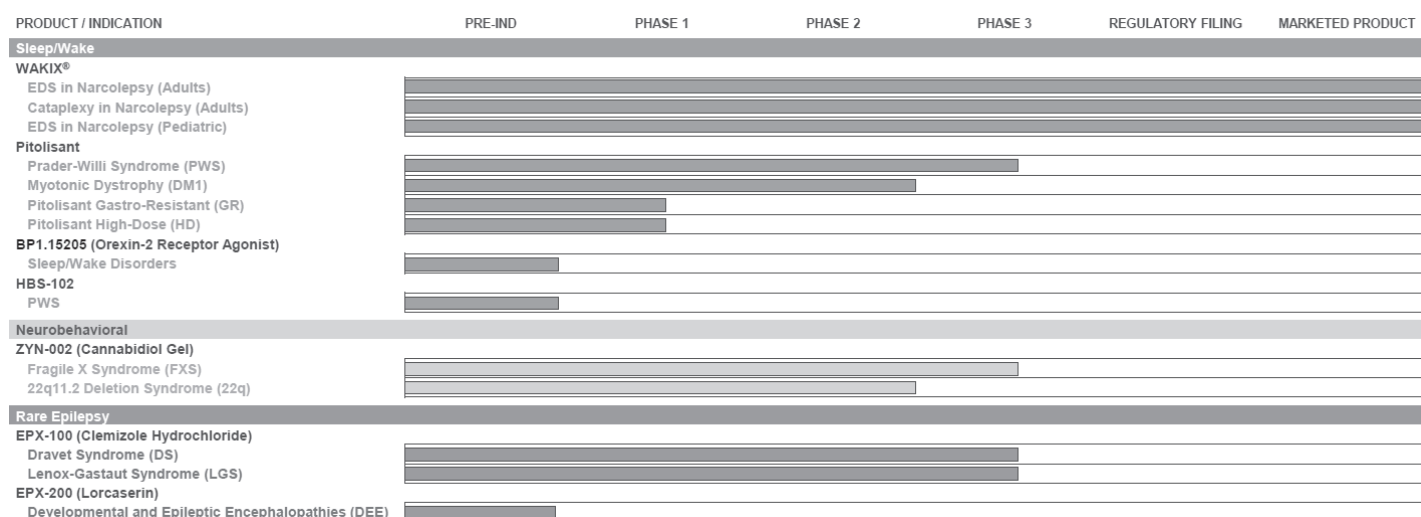 PRODUCT / INDICATION PRE-IND PHASE 1 PHASE 2 PHASE 3 REGULATORY FILING MARKETED PRODUCT
Sleep/Wake
WAKIX®
EDS in Narcolepsy (Adults)
Cataplexy in Narcolepsy (Adults)
EDS in Narcolepsy (Pediatric)
Pitolisant
Prader-Willi Syndrome (PWS)
Myotonic Dystrophy (DM1)
Pitolisant Gastro-Resistant (GR)
Pitolisant High-Dose (HD)
BP1.15205 (Orexin-2 Receptor Agonist)
Sleep/Wake Disorders
HBS-102
PWS
Neurobehavioral
ZYN-002 (Cannabidiol Gel)
Fragile X Syndrome (FXS)
22q11.2 Deletion Syndrome (22q)
Rare Epilepsy
EPX-100 (Clemizole Hydrochloride)
Dravet Syndrome (DS)
Lenox-Gastaut Syndrome (LGS)
EPX-200 (Lorcaserin)
Developmental and Epileptic Encephalopathies (DEE)